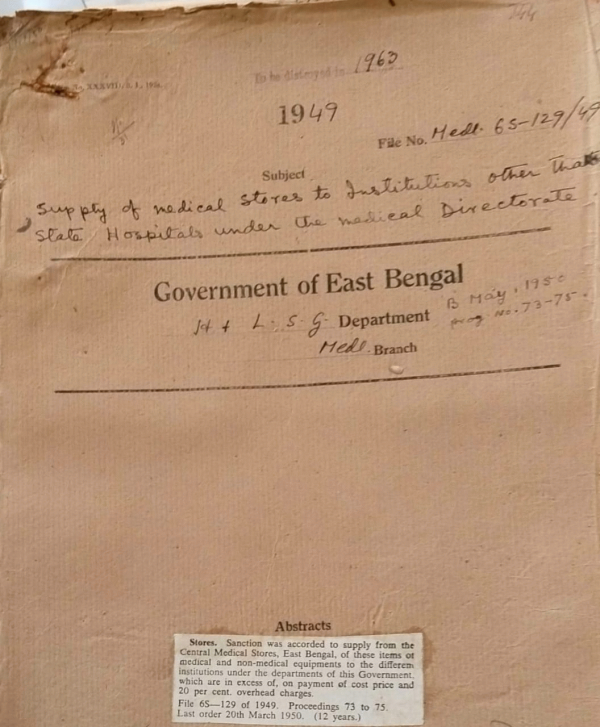 To be destroyed in 1963
1949
File No. Medl. 6S-129/49
Subject
Supply of medical stores to Institutions other than
State Hospitals under the medical Directorate.
Government of East Bengal
H + L. S. G. Department
B May, 1950
Prog Nos. 73-75.
Medl. Branch
Abstracts
Stores. Sanction was accorded to supply from the
Central Medical Stores, East Bengal, of these items of
medical and non-medical equipments to the different
institutions under the departments of this Government,
which are in excess of, on payment of cost price and
20 per cent. overhead charges.
File 6S—129 of 1949. Proceedings 73 to 75.
Last order 20th March 1950. (12 years.)